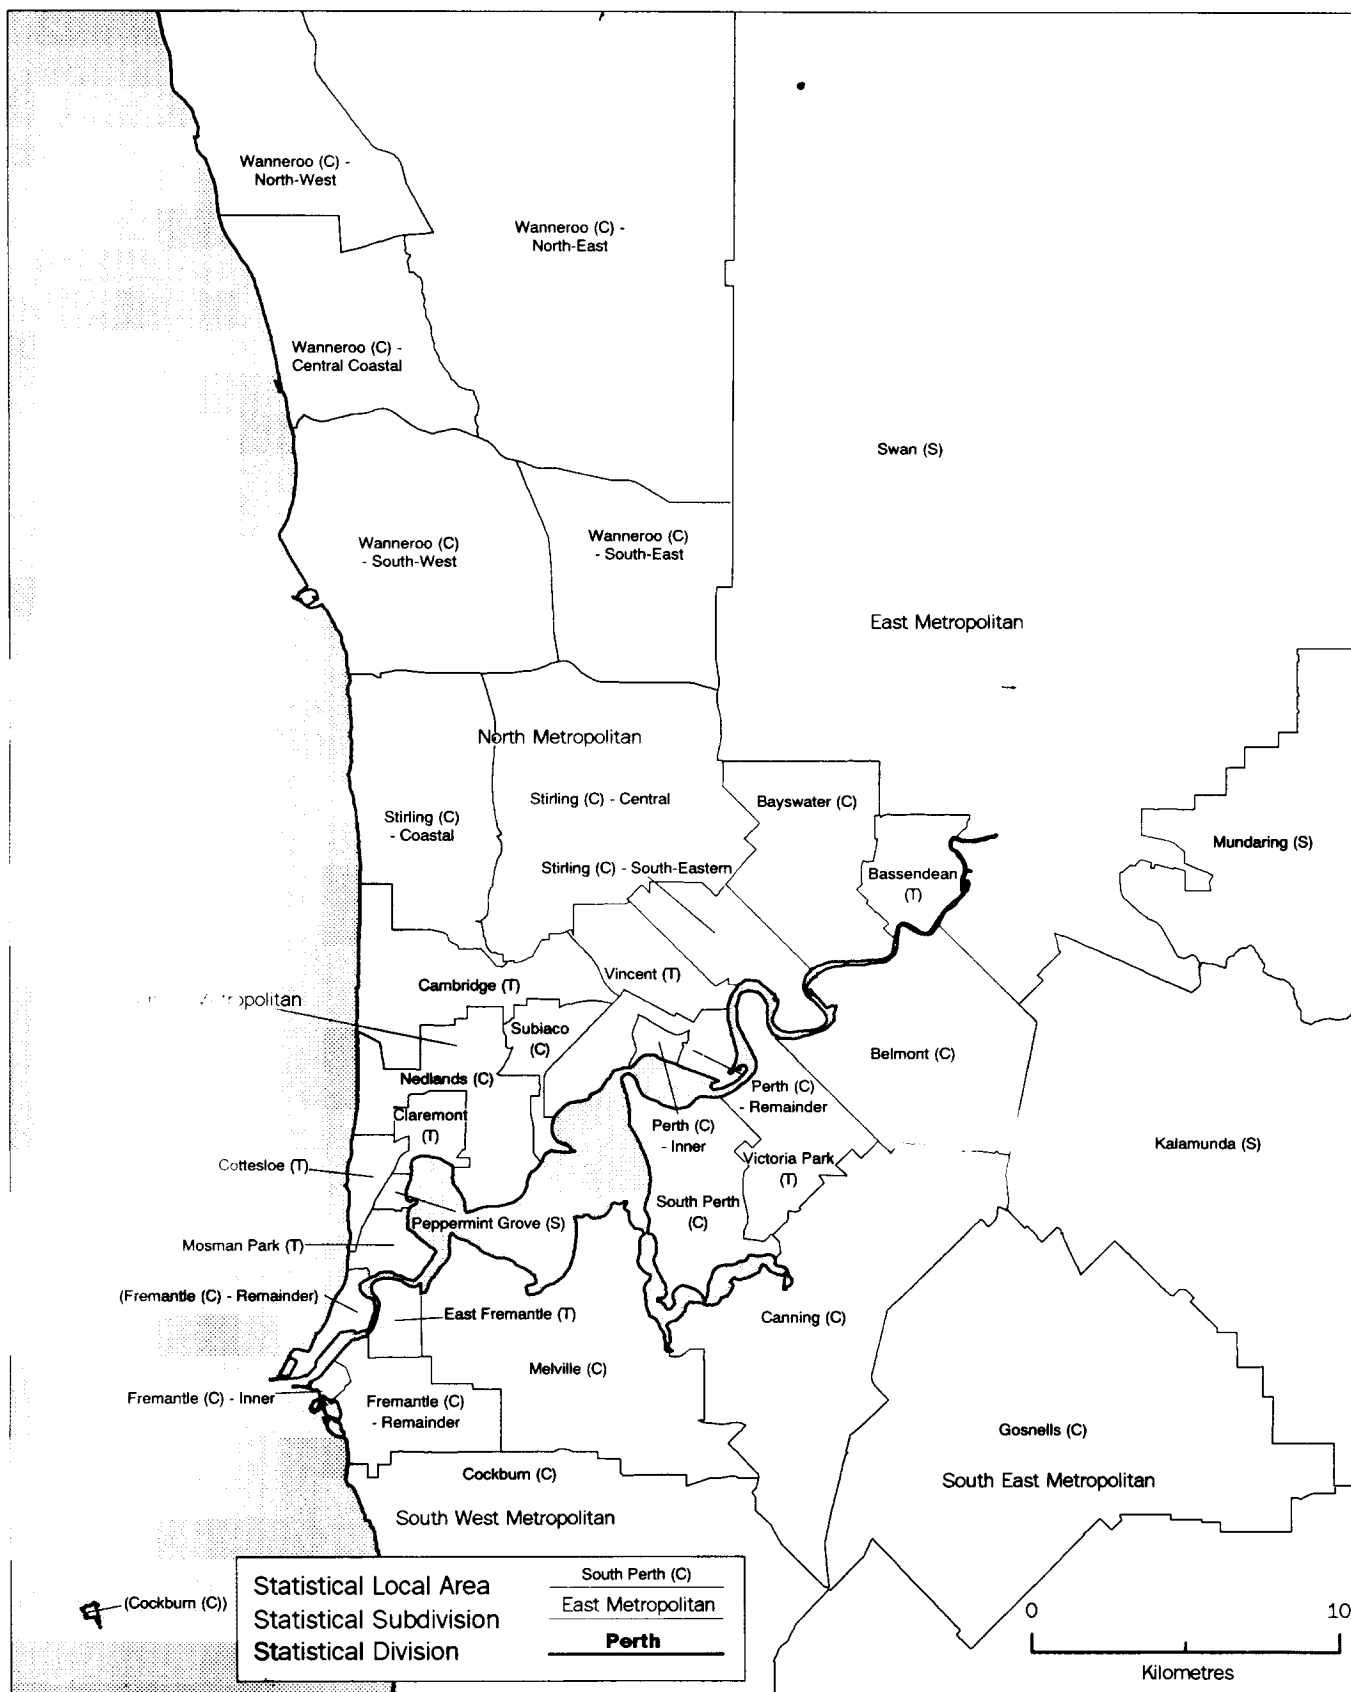 Wanneroo (C) -
North-West
Wanneroo (C) -
North-East
Wanneroo (C) -
Central Coastal
Swan (S)
Wanneroo (C)
- South-West
Wanneroo (C)
- South-East
East Metropolitan
North Metropolitan
Stirling (C) - Central
Bayswater (C)
Stirling (C)
- Coastal
Mundaring (S)
Stirling (C) - South-Eastern
Bassendean
(T)
Vincent (T)
Cambridge (T)
Subiaco
(C)
Belmont (C)
Nedlands (C)
Perth (C)
- Remainder
Claremont
(T)
Perth (C)
- Inner
Kalamunda (S)
Cottesloe (T)
Victoria Park
(T)
South Perth
(C)
Peppermint Grove (S)
Mosman Park (T)
(Fremantle (C) - Remainder)
East Fremantle (T)
Canning (C)
Melville (C)
Fremantle (C) - Inner
Fremantle (C)
- Remainder
Gosnells (C)
Cockburn (C)
South East Metropolitan
South West Metropolitan
(Cockburn (C))
Statistical Local Area
South Perth (C)
Statistical Subdivision
East Metropolitan
Statistical Division
Perth
0 10
Kilometres